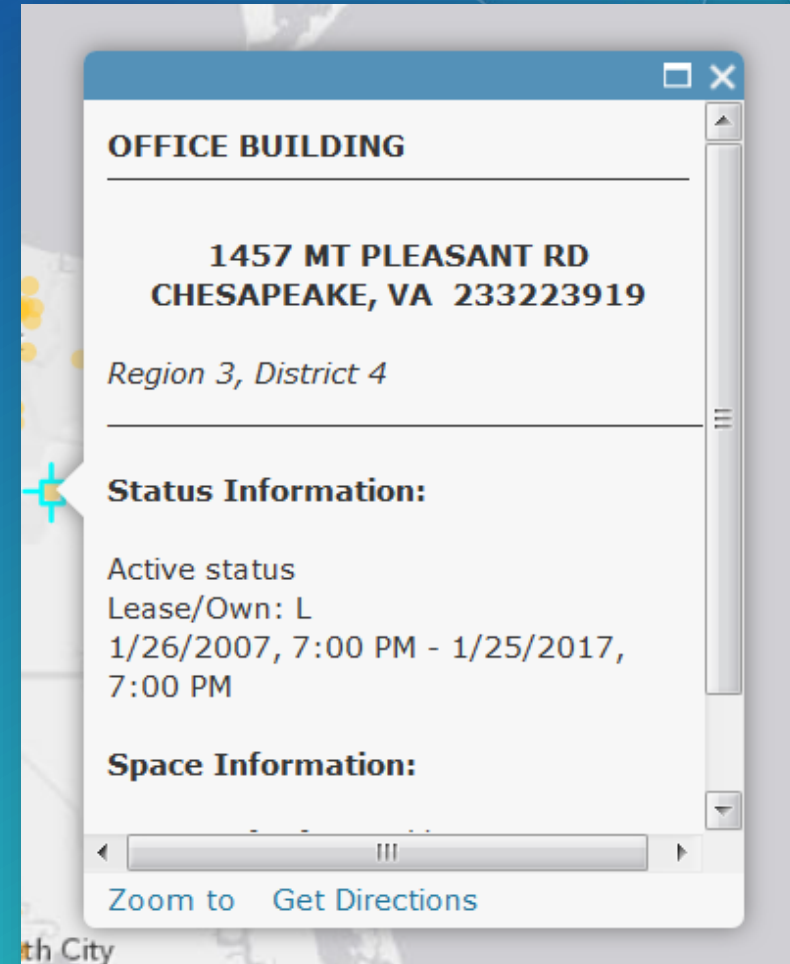 OFFICE BUILDING
1457 MT PLEASANT RD
CHESAPEAKE, VA  233223919
Region 3, District 4
Status Information:
Active status
Lease/Own: L
1/26/2007, 7:00 PM - 1/25/2017,
7:00 PM
Space Information:
Zoom to   Get Directions
th City